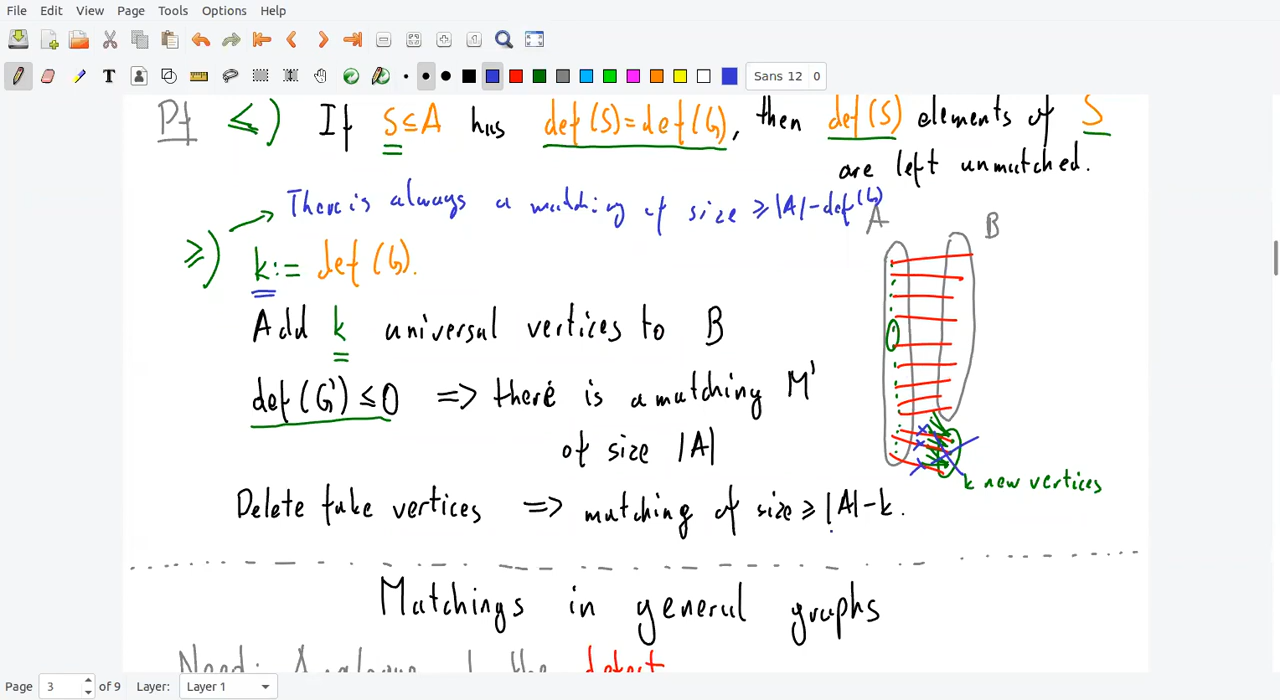 File Edit View Page Tools Options Help
Sans 12 0
Pf ≤) If S ⊆ A has def(S) = def(G), then def(S) elements of S
are left unmatched.
There is always a matching of size ≥ |A| - def(G)
A B
≥) k := def(G).
Add k universal vertices to B
def(G') ≤ 0 => there is a matching M'
of size |A|
k new vertices
Delete fake vertices => matching of size ≥ |A| - k.
Matchings in general graphs
Page 3 of 9 Layer: Layer 1